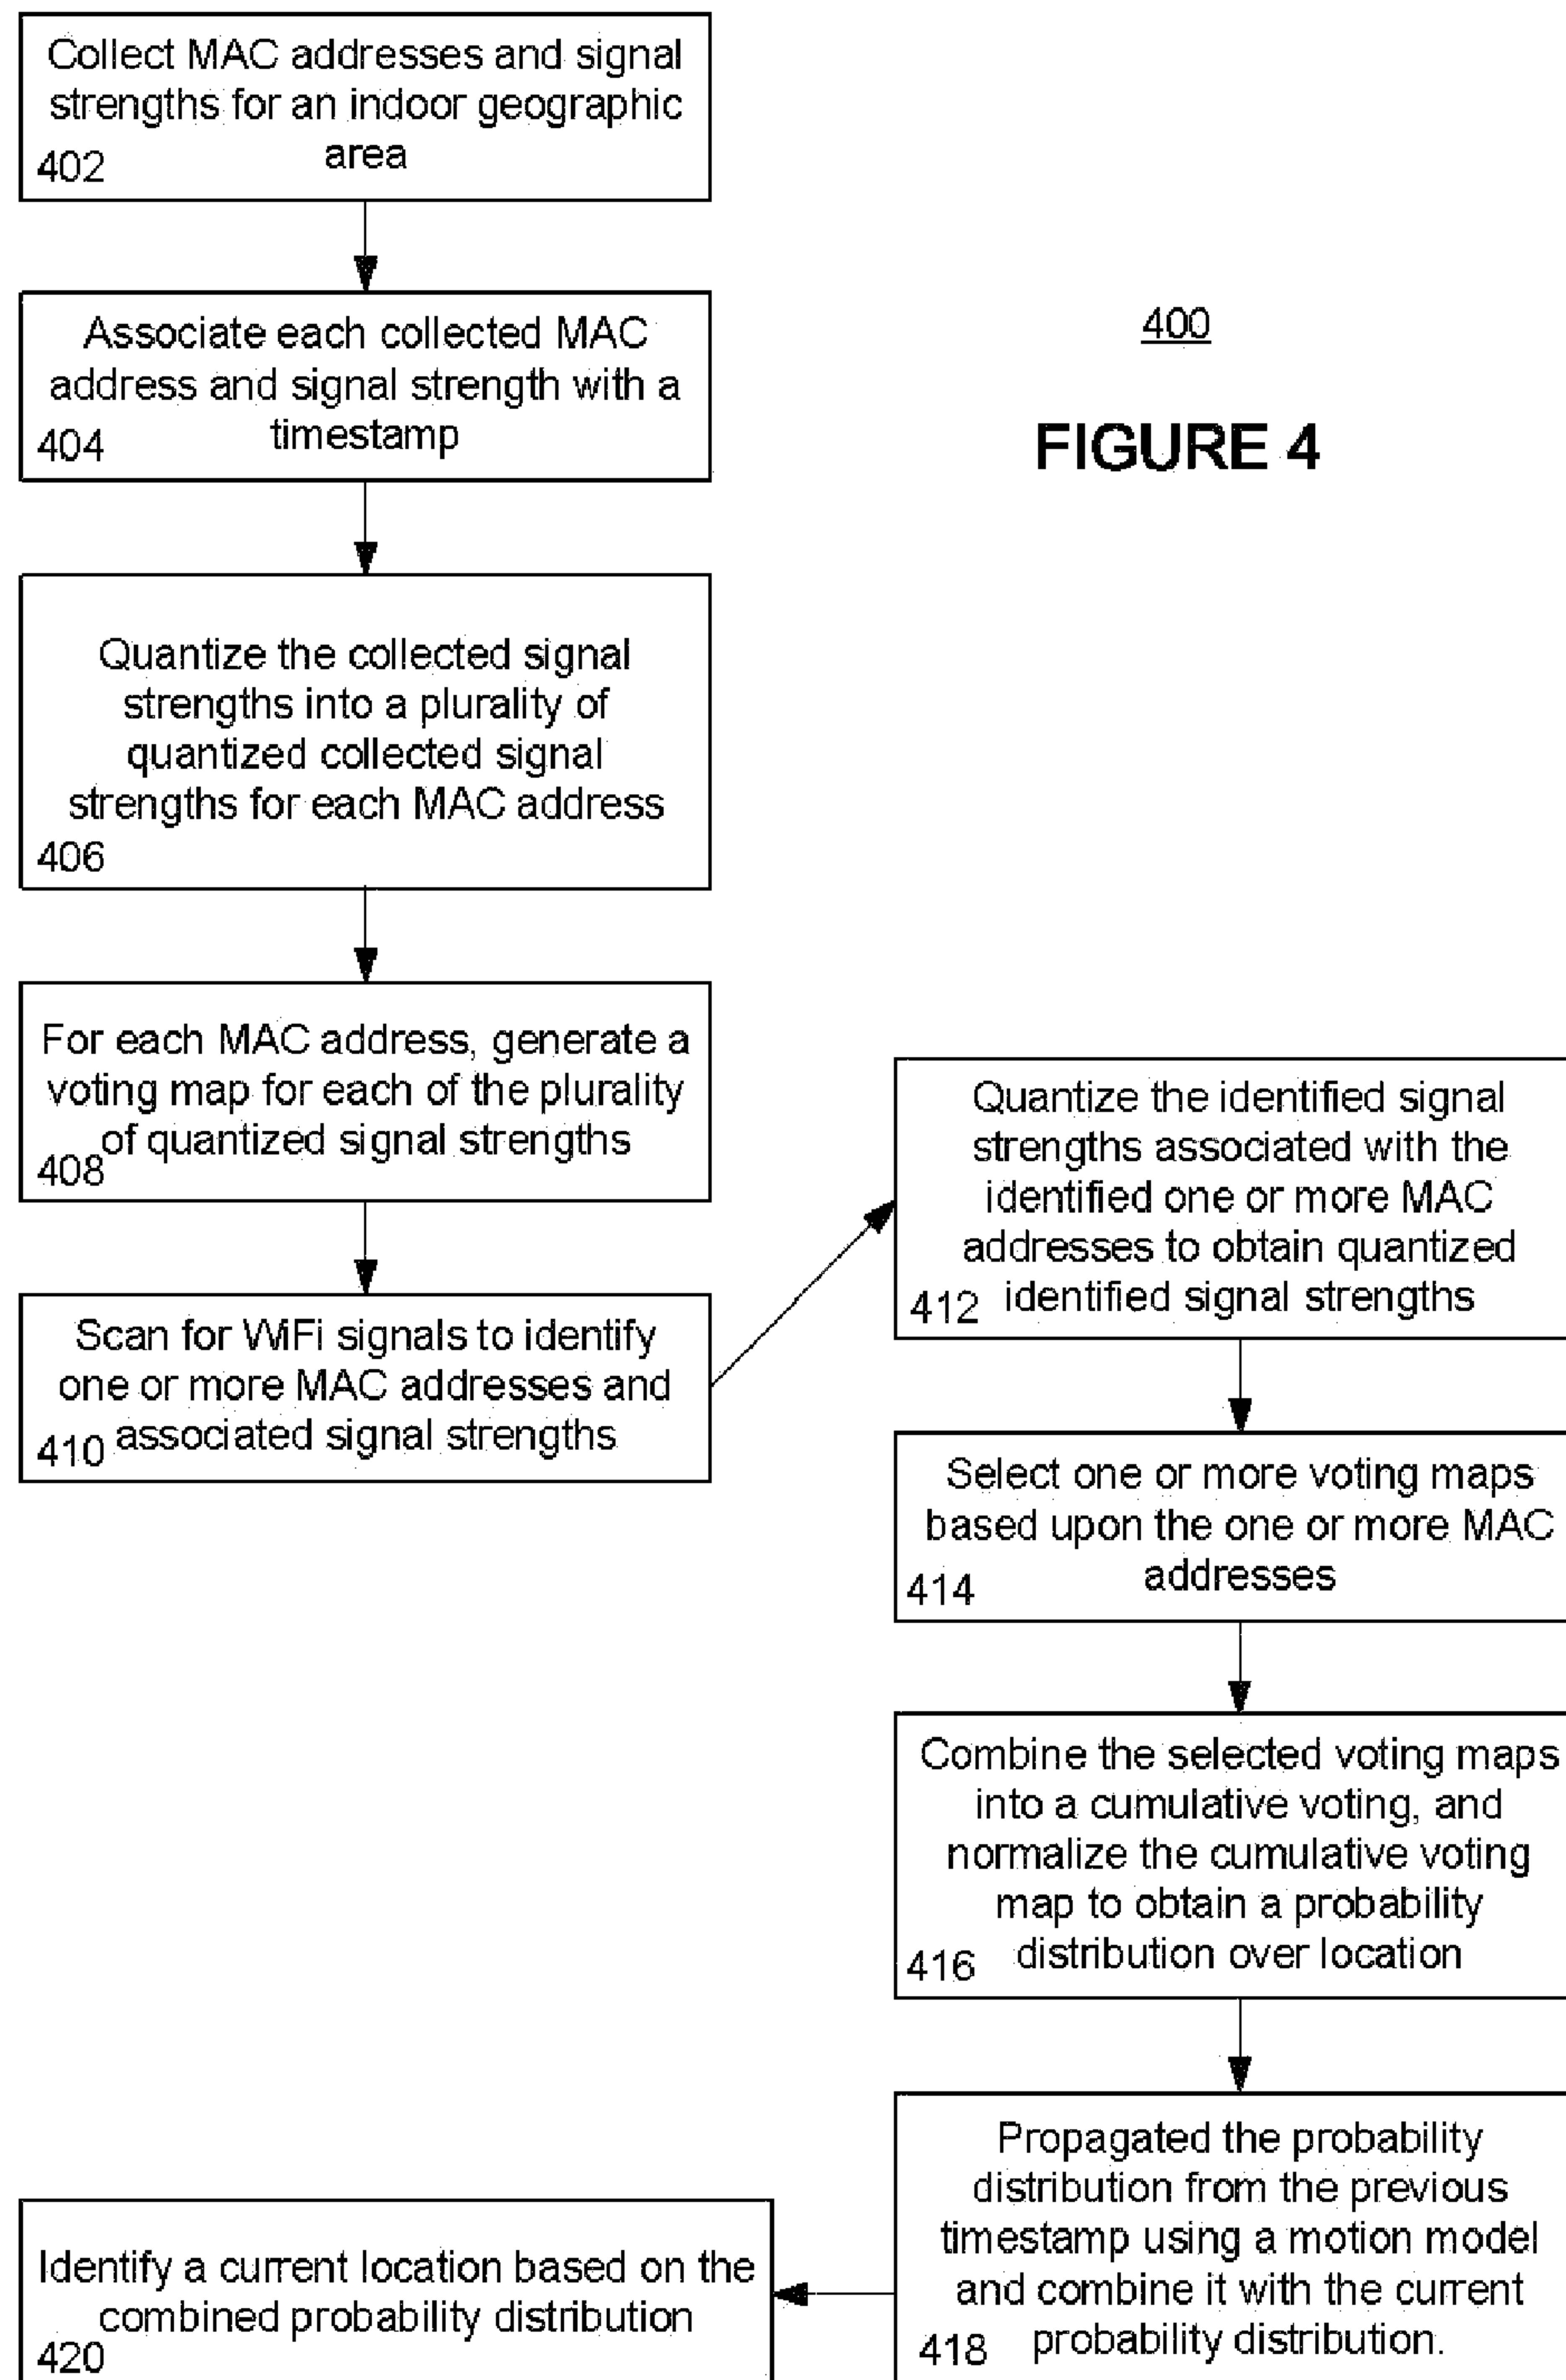 Collect MAC addresses and signal
strengths for an indoor geographic
area
402
Associate each collected MAC
address and signal strength with a
timestamp
404
400
FIGURE 4
Quantize the collected signal
strengths into a plurality of
quantized collected signal
strengths for each MAC address
406
For each MAC address, generate a
voting map for each of the plurality
of quantized signal strengths
408
Scan for WiFi signals to identify
one or more MAC addresses and
associated signal strengths
410
Quantize the identified signal
strengths associated with the
identified one or more MAC
addresses to obtain quantized
identified signal strengths
412
Select one or more voting maps
based upon the one or more MAC
addresses
414
Combine the selected voting maps
into a cumulative voting, and
normalize the cumulative voting
map to obtain a probability
distribution over location
416
Propagated the probability
distribution from the previous
timestamp using a motion model
and combine it with the current
probability distribution.
418
Identify a current location based on the
combined probability distribution
420